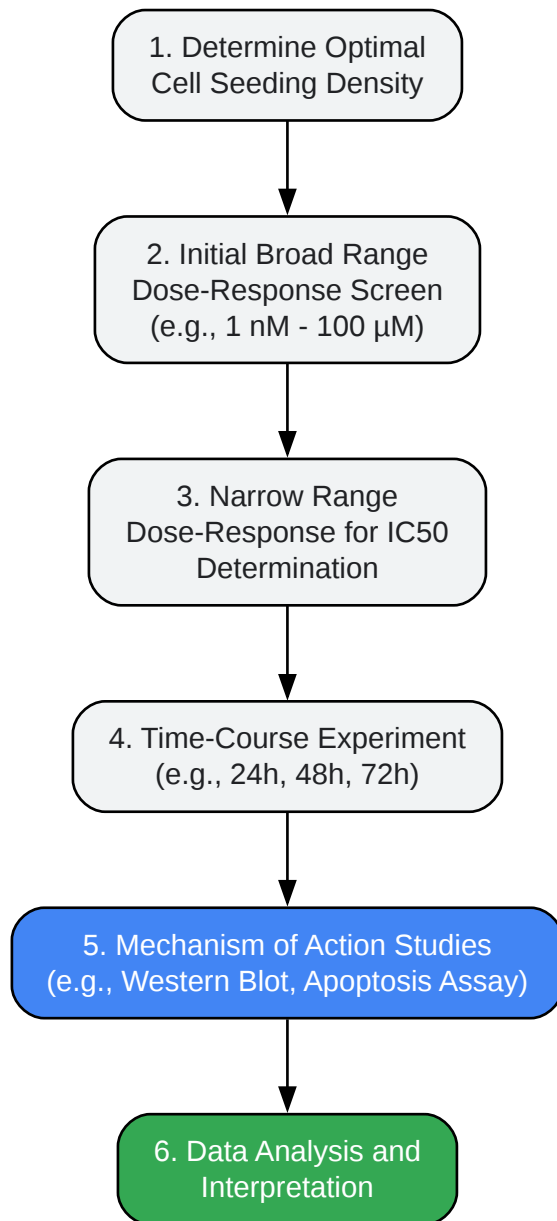 1. Determine Optimal
Cell Seeding Density
2. Initial Broad Range
Dose-Response Screen
(e.g., 1 nM - 100 µM)
3. Narrow Range
Dose-Response for IC50
Determination
4. Time-Course Experiment
(e.g., 24h, 48h, 72h)
5. Mechanism of Action Studies
(e.g., Western Blot, Apoptosis Assay)
6. Data Analysis and
Interpretation